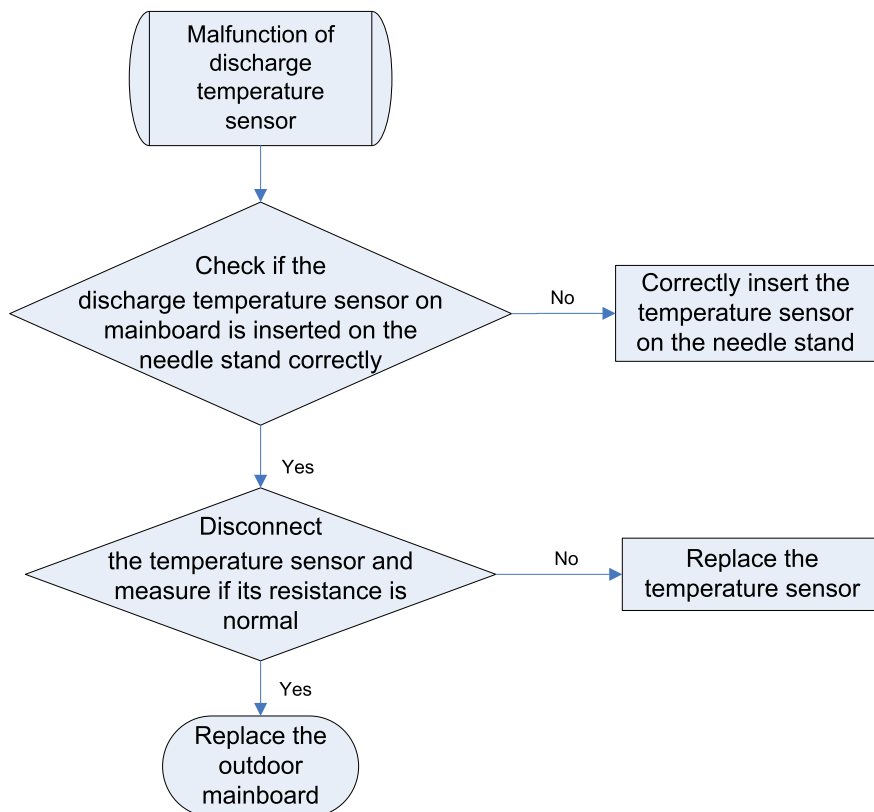 Malfunction of
discharge
temperature
sensor
Check if the
discharge temperature sensor on
mainboard is inserted on the
needle stand correctly
No
Correctly insert the
temperature sensor
on the needle stand
Yes
Disconnect
the temperature sensor and
measure if its resistance is
normal
No
Replace the
temperature sensor
Yes
Replace the
outdoor
mainboard